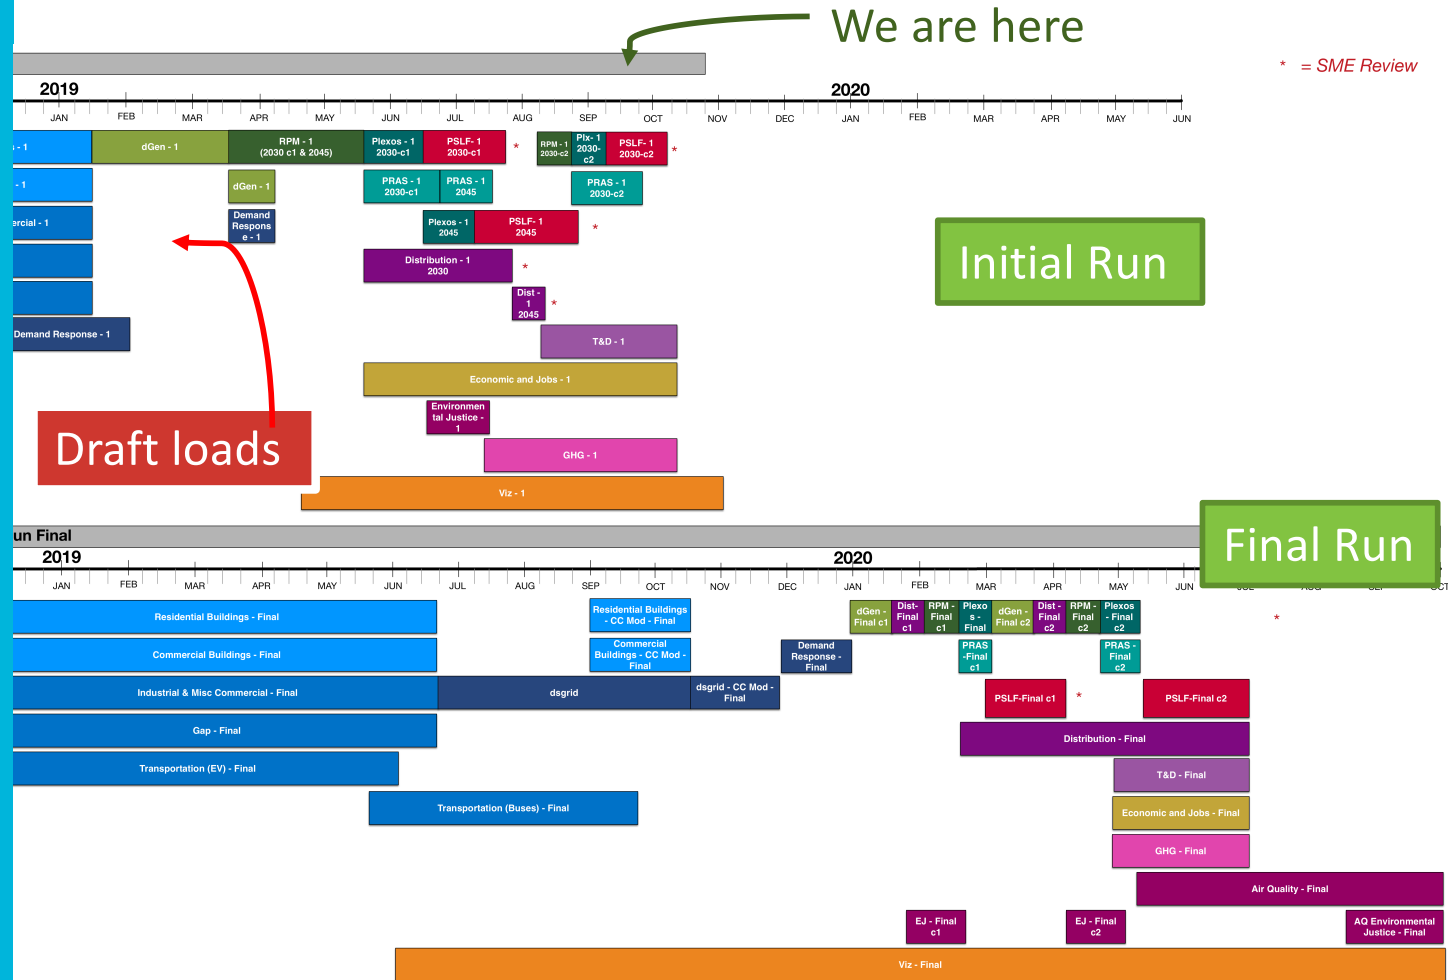 We are here
* = SME Review
2019
2020
JAN FEB MAR APR MAY JUN JUL AUG SEP OCT NOV DEC JAN FEB MAR APR MAY JUN
- 1
dGen - 1
RPM - 1
(2030 c1 & 2045)
Plexos - 1
2030-c1
PSLF- 1
2030-c1
*
RPM - 1
2030-c2
Plx- 1
2030-
c2
PSLF- 1
2030-c2
*
- 1
dGen - 1
PRAS - 1
2030-c1
PRAS - 1
2045
PRAS - 1
2030-c2
ercial - 1
Demand
Respons
e - 1
Plexos - 1
2045
PSLF- 1
2045
*
Distribution - 1
2030
*
Initial Run
Dist -
1
2045
*
Demand Response - 1
T&D - 1
Economic and Jobs - 1
Environmen
tal Justice -
1
Draft loads
GHG - 1
Viz - 1
un Final
Final Run
2019
2020
JAN FEB MAR APR MAY JUN JUL AUG SEP OCT NOV DEC JAN FEB MAR APR MAY JUN
Residential Buildings - Final
Residential Buildings
- CC Mod - Final
dGen -
Final c1
Dist-
Final
c1
RPM -
Final
c1
Plexo
s -
Final
dGen -
Final c2
Dist -
Final
c2
RPM -
Final
c2
Plexos
- Final
c2
*
Commercial Buildings - Final
Commercial
Buildings - CC Mod -
Final
Demand
Response -
Final
PRAS
-Final
c1
PRAS -
Final
c2
Industrial & Misc Commercial - Final
dsgrid
dsgrid - CC Mod -
Final
PSLF-Final c1
*
PSLF-Final c2
Gap - Final
Distribution - Final
Transportation (EV) - Final
T&D - Final
Transportation (Buses) - Final
Economic and Jobs - Final
GHG - Final
Air Quality - Final
EJ - Final
c1
EJ - Final
c2
AQ Environmental
Justice - Final
Viz - Final